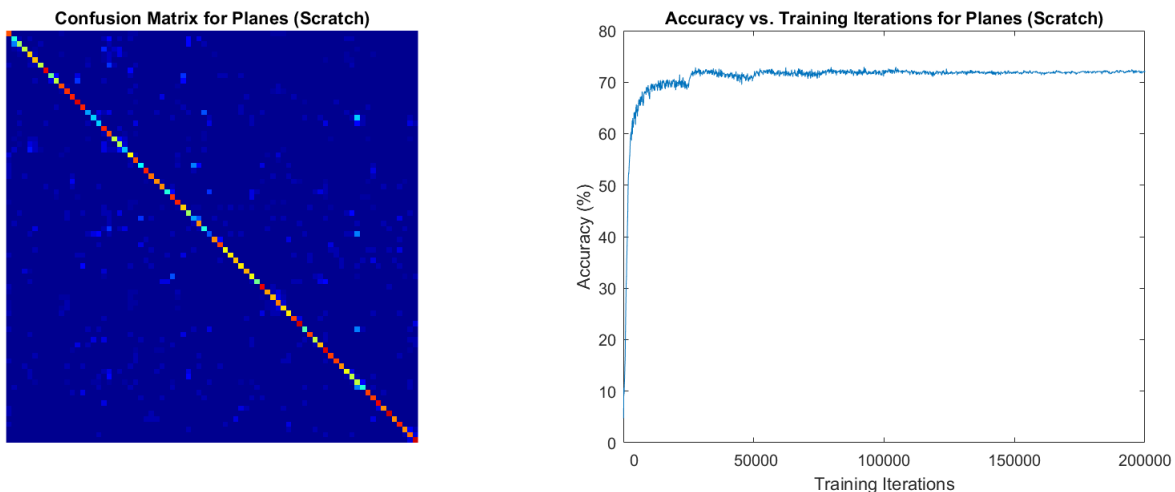 Confusion Matrix for Planes (Scratch)
Accuracy vs. Training Iterations for Planes (Scratch)
80
70
60
50
40
30
20
10
0
Accuracy (%)
0 50000 100000 150000 200000
Training Iterations